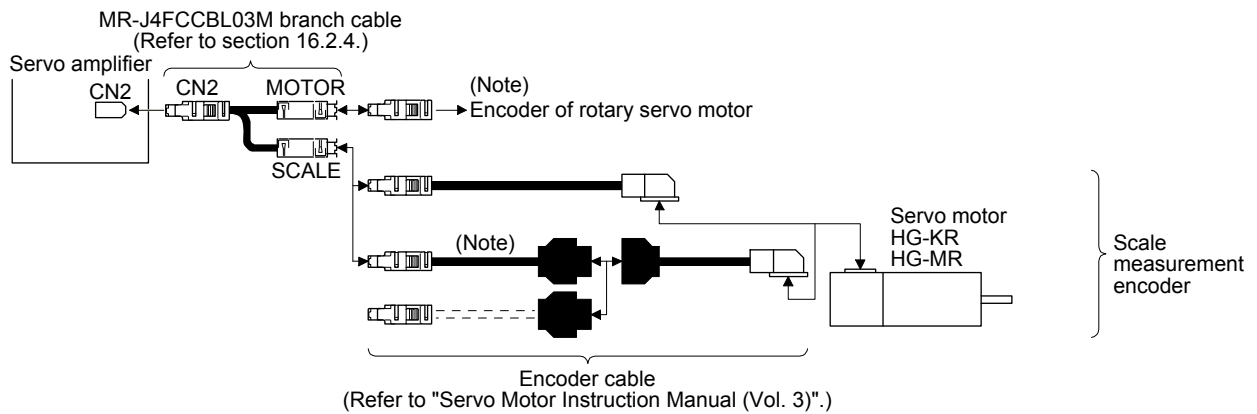 MR-J4FCCBL03M branch cable
(Refer to section 16.2.4.)
Servo amplifier
CN2
CN2
MOTOR
(Note)
Encoder of rotary servo motor
SCALE
(Note)
Servo motor
HG-KR
HG-MR
Scale
measurement
encoder
Encoder cable
(Refer to "Servo Motor Instruction Manual (Vol. 3)".)